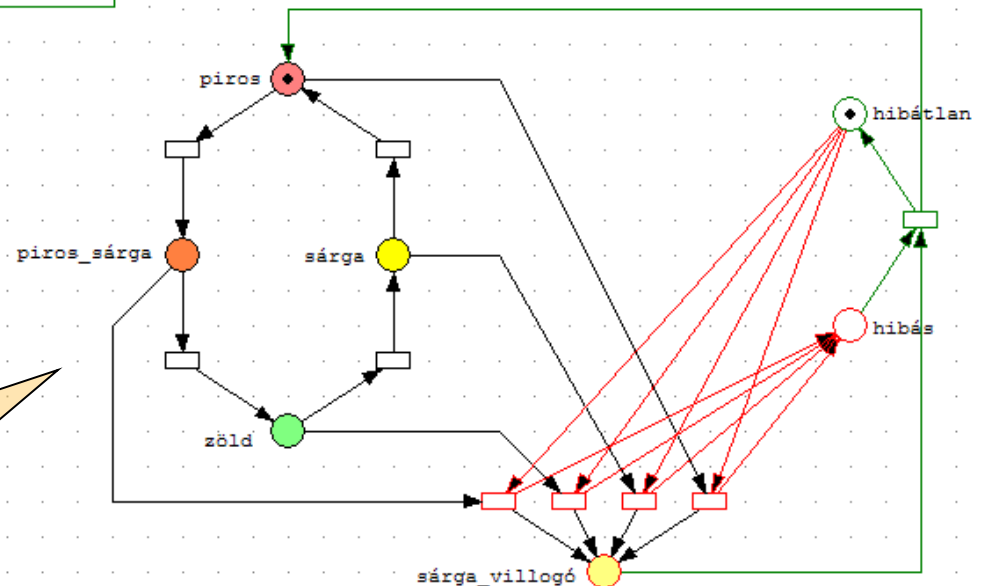 piros
hibátlan
piros_sárga
sárga
hibás
zöld
sárga_villogó